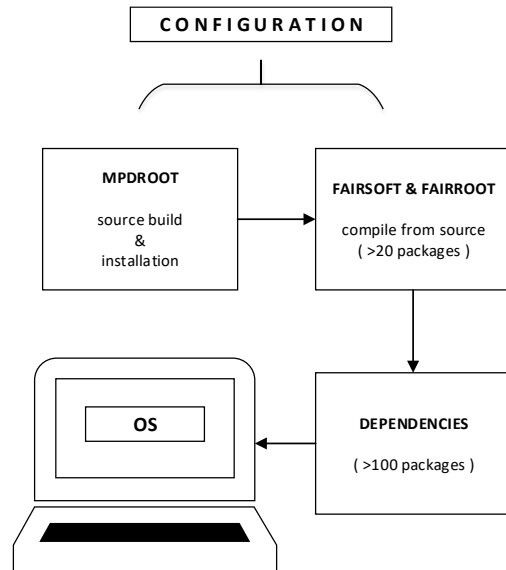 CONFIGURATION
MPDROOT
source build
&
installation
FAIRSOFT & FAIRROOT
compile from source
( >20 packages )
DEPENDENCIES
( >100 packages )
OS